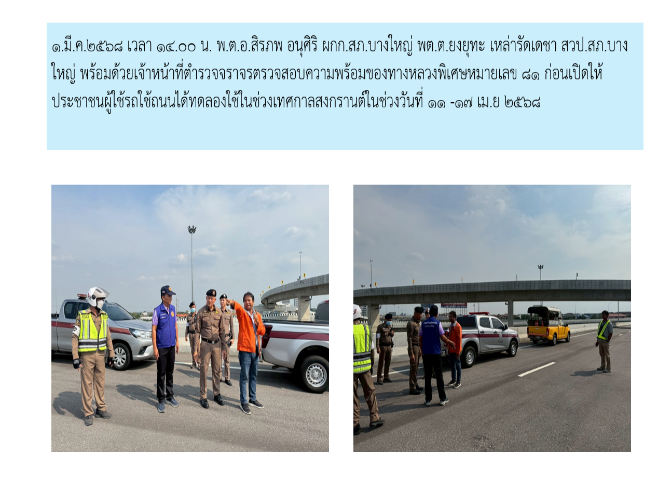 ๑.มี.ค.๒๕๖๘ เวลา ๑๔.๐๐ น. พ.ต.อ.สิรภพ อนุศิริ ผกก.สภ.บางใหญ่ พต.ต.ยงยุทะ เหล่ารัดเดชา สวป.สภ.บาง
ใหญ่ พร้อมด้วยเจ้าหน้าที่ตำรวจจราจรตรวจสอบความพร้อมของทางหลวงพิเศษหมายเลข ๘๑ ก่อนเปิดให้
ประชาชนผู้ใช้รถใช้ถนนได้ทดลองใช้ในช่วงเทศกาลสงกรานต์ในช่วงวันที่ ๑๑ -๑๗ เม.ย ๒๕๖๘